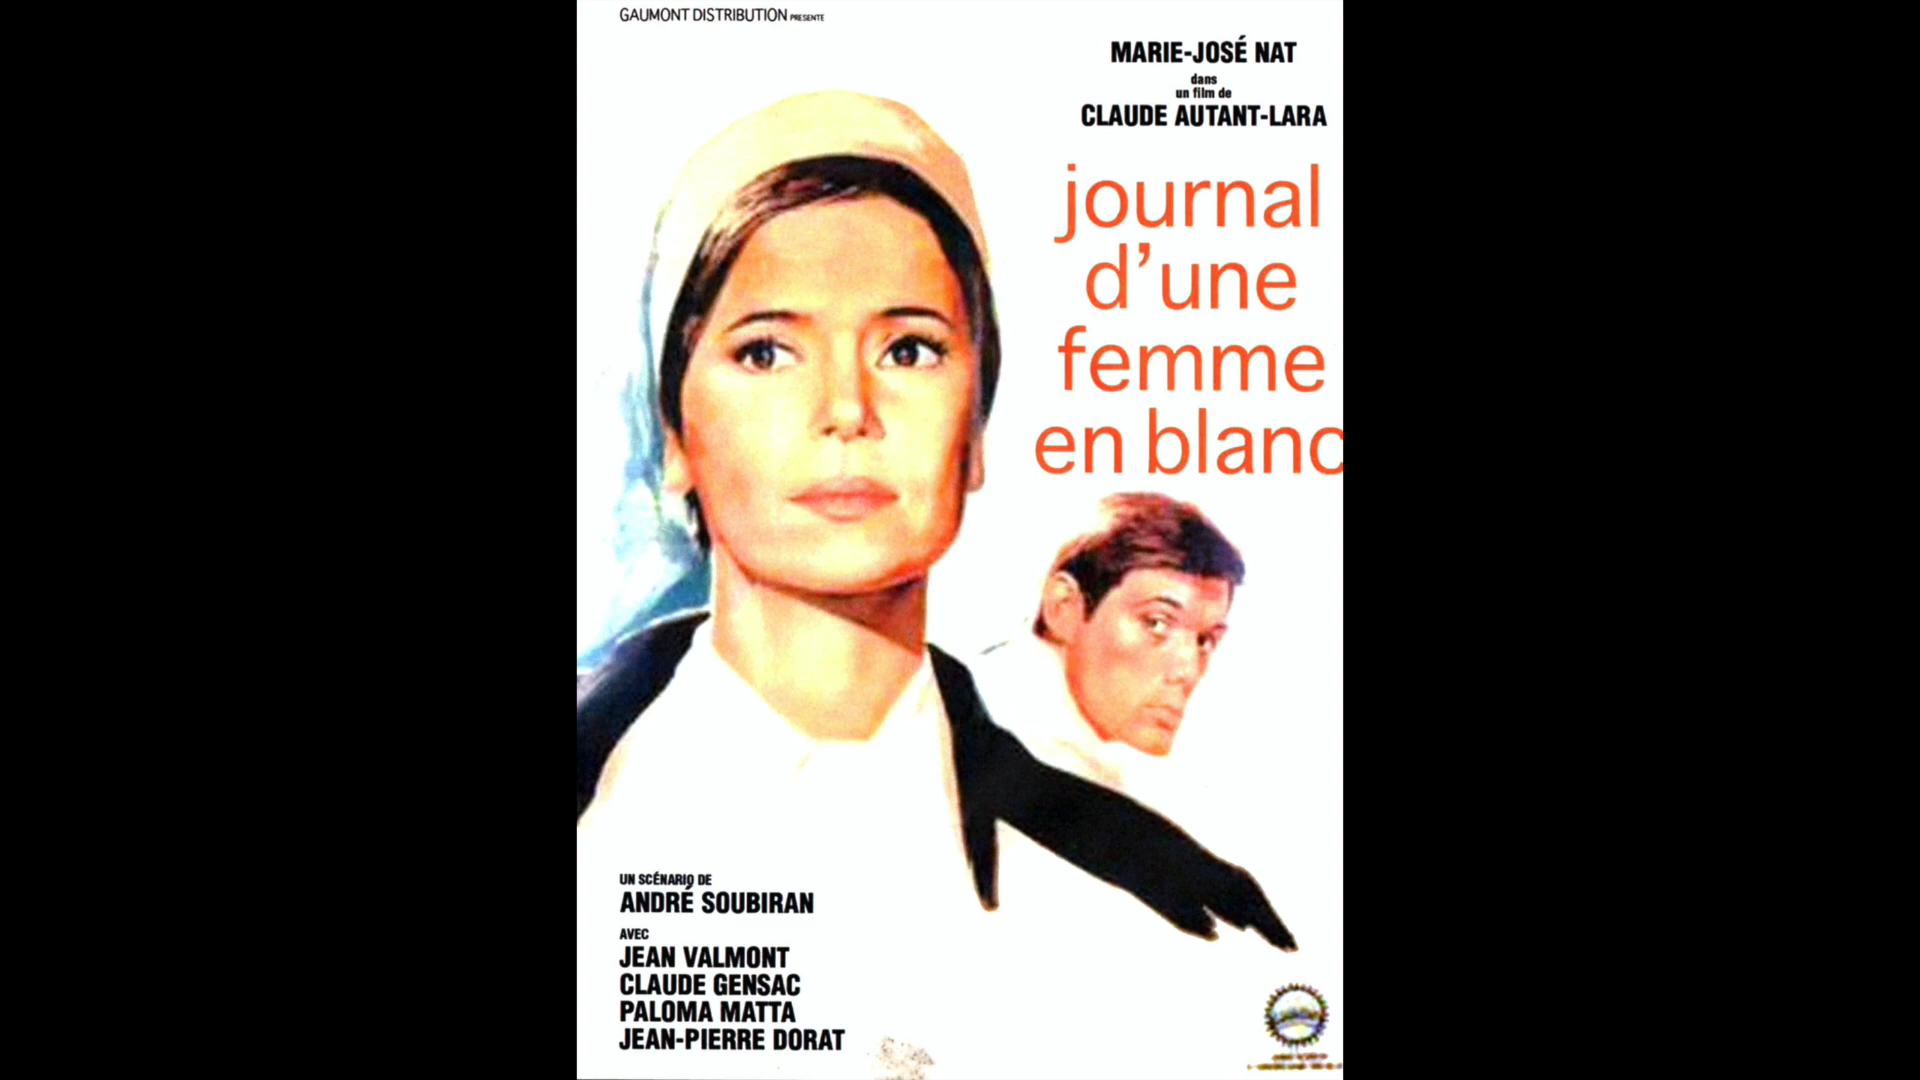 GAUMONT DISTRIBUTION PRESENTE
MARIE-JOSÉ NAT
dans
un film de
CLAUDE AUTANT-LARA
journal
d'une
femme
en blanc
UN SCÉNARIO DE
ANDRÉ SOUBIRAN
AVEC
JEAN VALMONT
CLAUDE GENSAC
PALOMA MATTA
JEAN-PIERRE DORAT